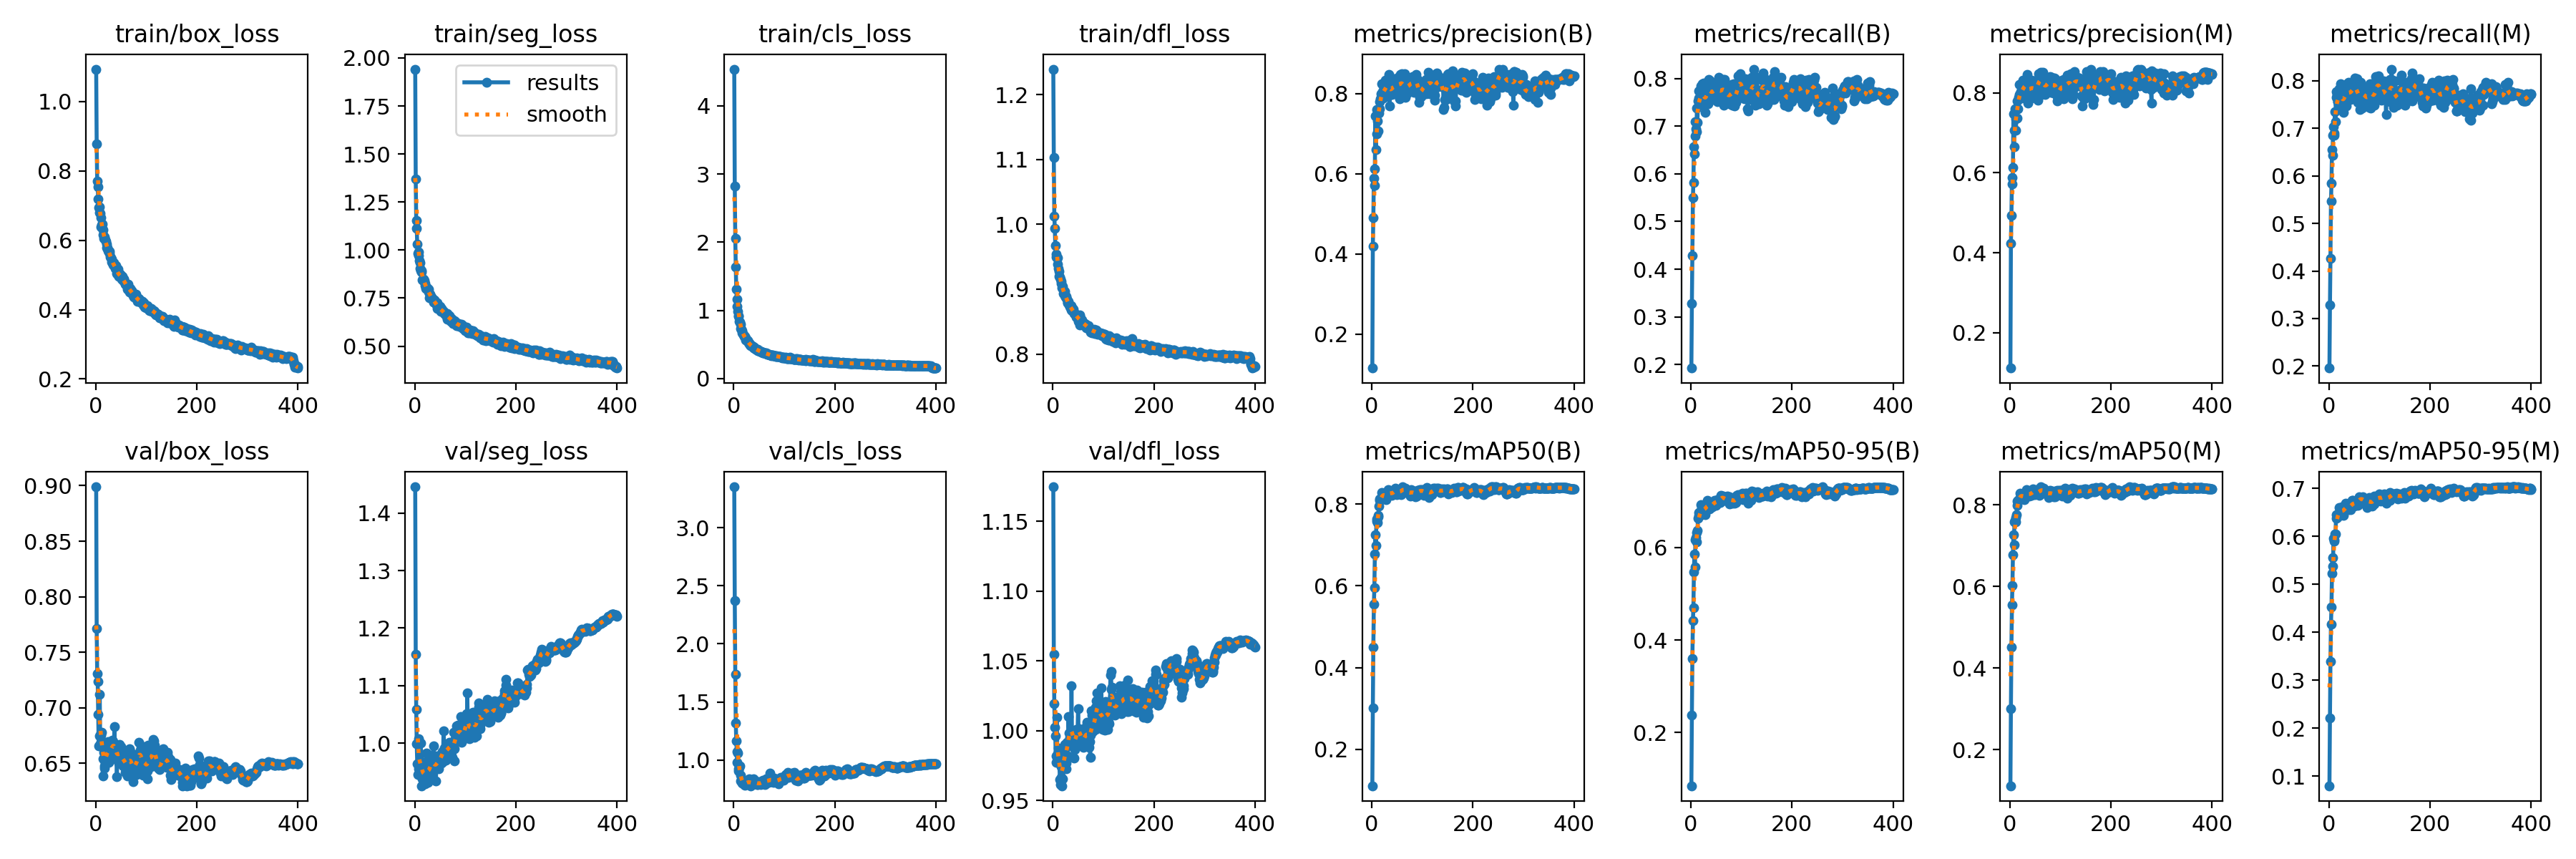 train/box_loss
1.0
0.8
0.6
0.4
0.2
0 200 400
train/seg_loss
2.00
1.75
1.50
1.25
1.00
0.75
0.50
results
smooth
0 200 400
train/cls_loss
4
3
2
1
0
0 200 400
train/dfl_loss
1.2
1.1
1.0
0.9
0.8
0 200 400
metrics/precision(B)
0.8
0.6
0.4
0.2
0 200 400
metrics/recall(B)
0.8
0.7
0.6
0.5
0.4
0.3
0.2
0 200 400
metrics/precision(M)
0.8
0.6
0.4
0.2
0 200 400
metrics/recall(M)
0.8
0.7
0.6
0.5
0.4
0.3
0.2
0 200 400
val/box_loss
0.90
0.85
0.80
0.75
0.70
0.65
0 200 400
val/seg_loss
1.4
1.3
1.2
1.1
1.0
0 200 400
val/cls_loss
3.0
2.5
2.0
1.5
1.0
0 200 400
val/dfl_loss
1.15
1.10
1.05
1.00
0.95
0 200 400
metrics/mAP50(B)
0.8
0.6
0.4
0.2
0 200 400
metrics/mAP50-95(B)
0.6
0.4
0.2
0 200 400
metrics/mAP50(M)
0.8
0.6
0.4
0.2
0 200 400
metrics/mAP50-95(M)
0.7
0.6
0.5
0.4
0.3
0.2
0.1
0 200 400